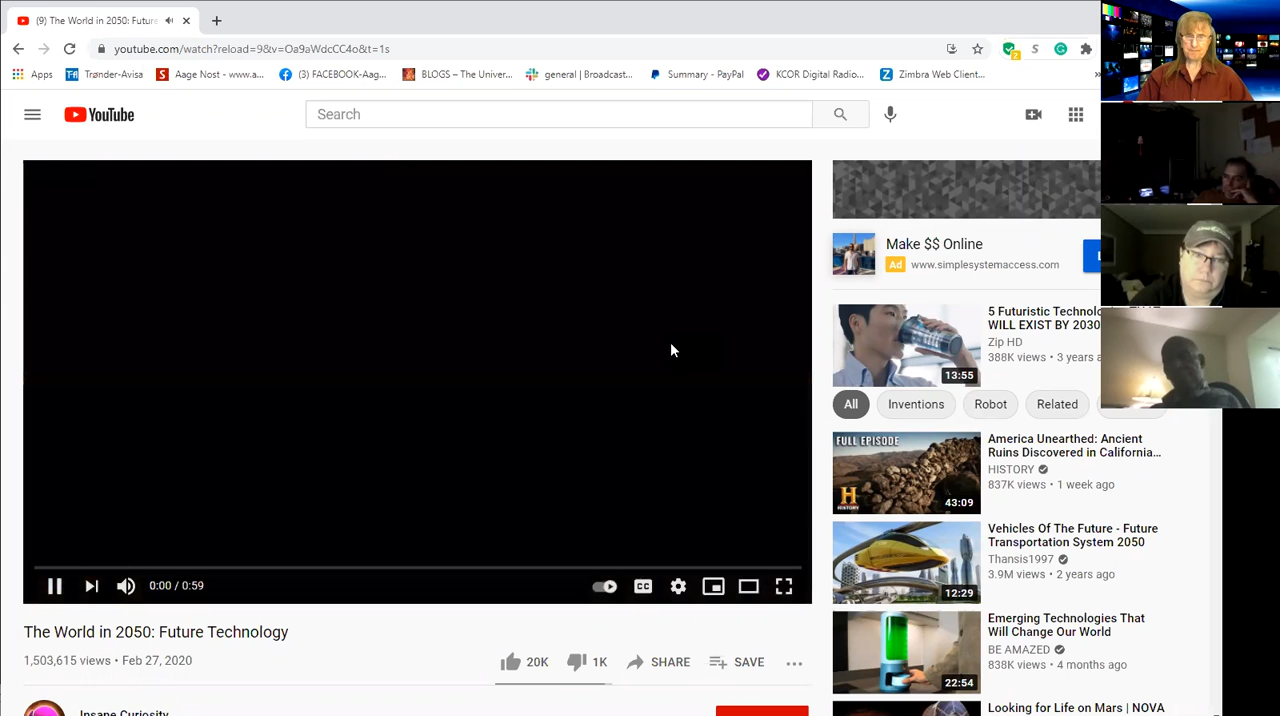 (9) The World in 2050: Future
youtube.com/watch?reload=9&v=Oa9aWdcCC4o&t=1s
Apps
Trønder-Avisa
Aage Nost - www.a...
(3) FACEBOOK - Aag...
BLOG - The Univer...
General | Broadcast...
Summary - PayPal
KCOR Digital Radio...
Zimbra Web Client...
»
YouTube
Search
Make $$ Online
Ad www.simplesystemaccess.com
5 Futuristic
WILL EXIST BY 2030
Zip HD
388K views • 3 years
13:55
All
Inventions
Robot
Related
FULL EPISODE
H
HISTORY
43:09
America Unearthed: Ancient
Ruins Discovered in California...
HISTORY
837K views • 1 week ago
12:29
Vehicles Of The Future - Future
Transportation System 2050
Thansis1997
3.9M views • 2 years ago
22:54
Emerging Technologies That
Will Change Our World
BE AMAZED
838K views • 4 months ago
Looking for Life on Mars | NOVA
0:00 / 0:59
CC
The World in 2050: Future Technology
1,503,615 views • Feb 27, 2020
20K
1K
SHARE
SAVE
...